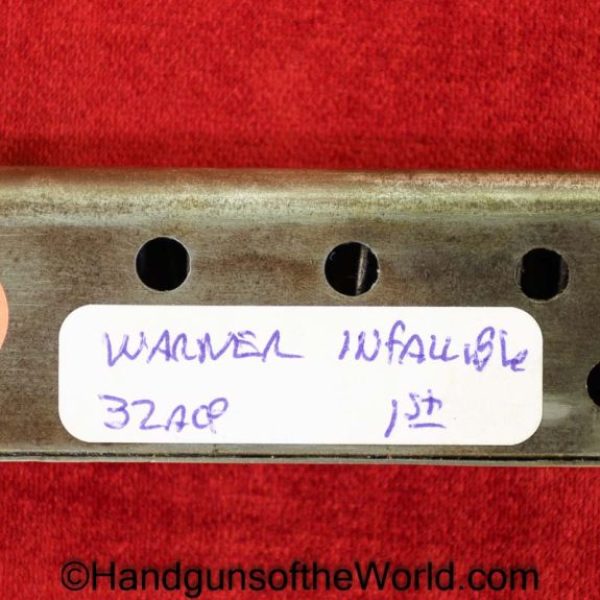 WARNER INFALLIBLE
32ACP 1st
©HandgunsoftheWorld.com